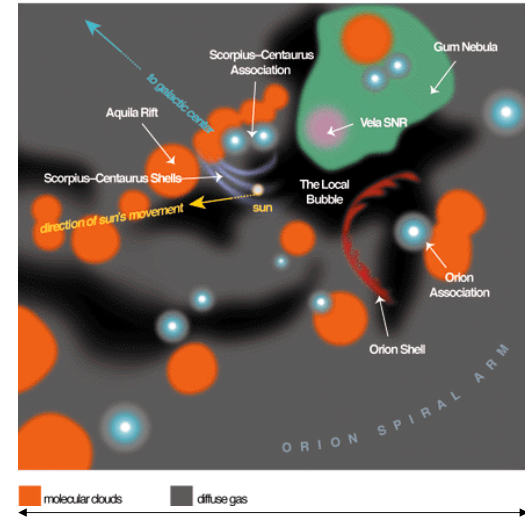 Gum Nebula
Scorpius–Centaurus
Association
to galactic center
Aquila Rift
Vela SNR
Scorpius–Centaurus Shells
The Local
Bubble
direction of sun's movement
sun
Orion
Association
Orion Shell
ORION SPIRAL ARM
molecular clouds
diffuse gas